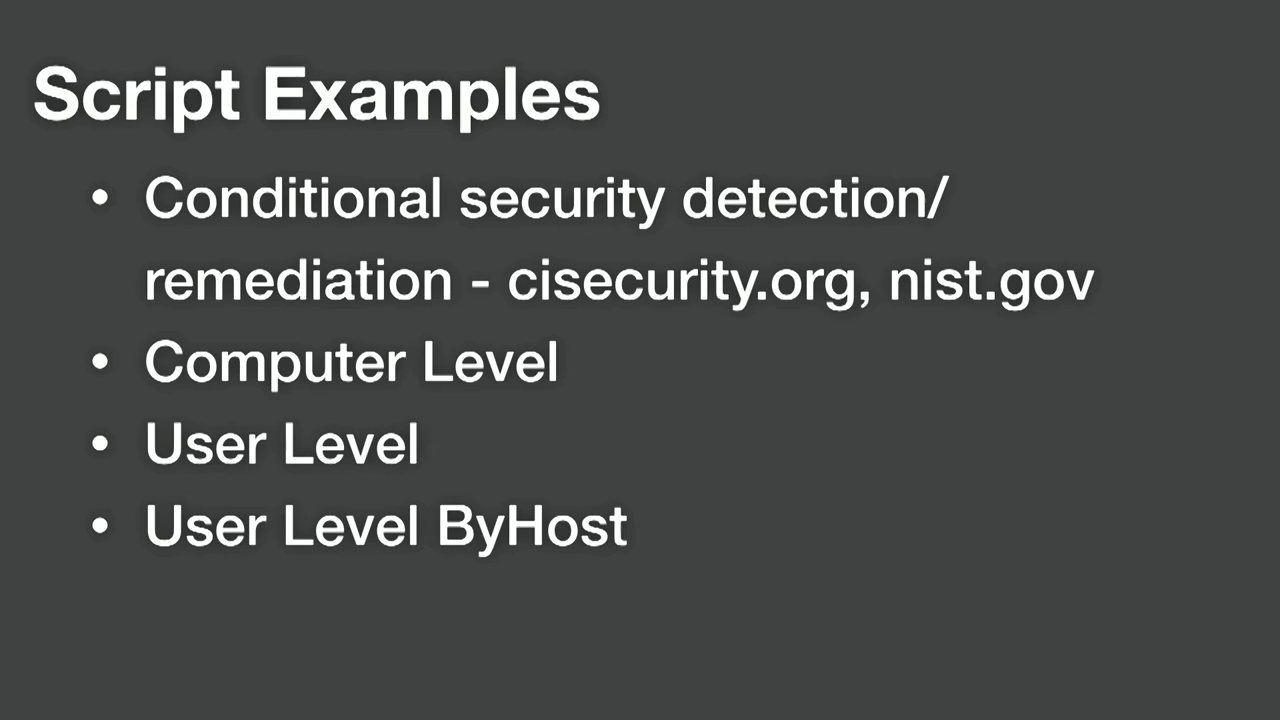 Script Examples
• Conditional security detection/
remediation - cisecurity.org, nist.gov
• Computer Level
• User Level
• User Level ByHost